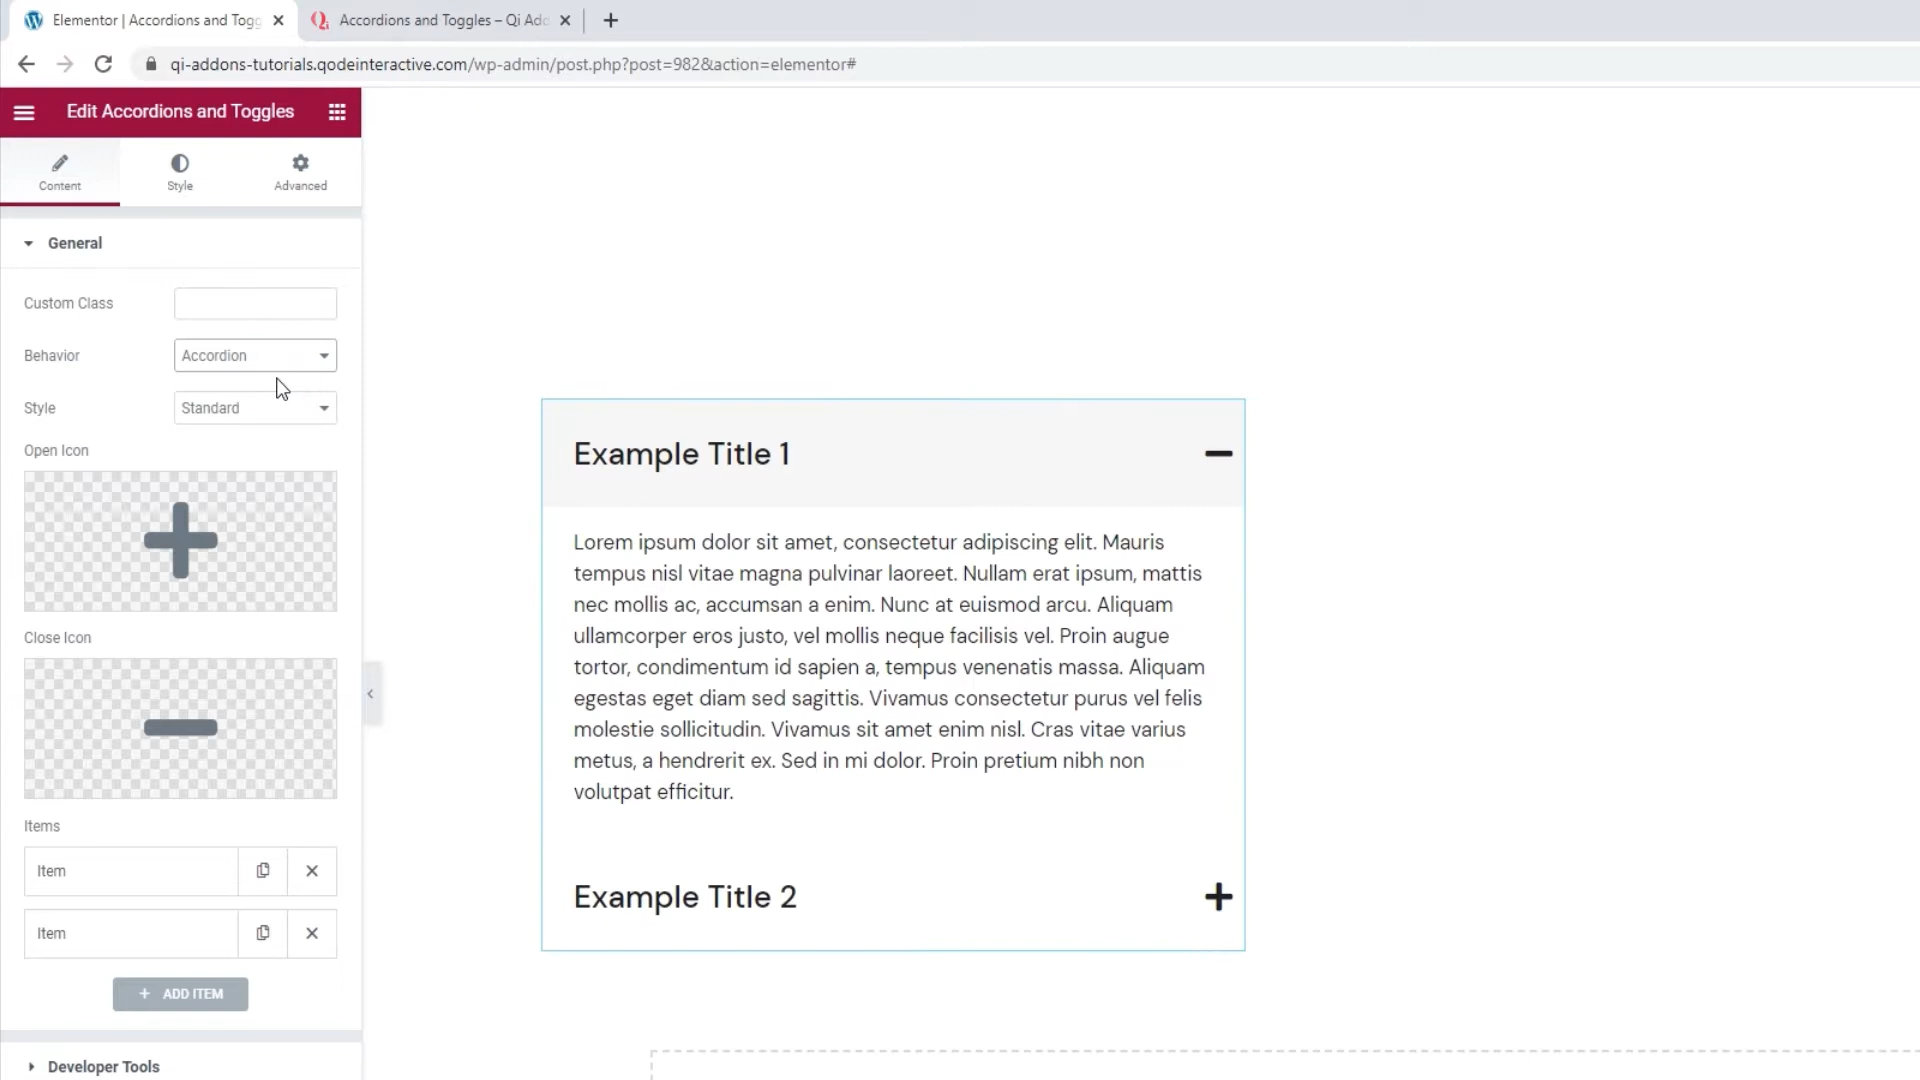 Elementor | Accordions and Togg
Accordions and Toggles – Qi Add
qi-addons-tutorials.qodeinteractive.com/wp-admin/post.php?post=982&action=elementor#
Edit Accordions and Toggles
Content
Style
Advanced
General
Custom Class
Behavior
Accordion
Style
Standard
Open Icon
Close Icon
Items
Item
Item
ADD ITEM
Developer Tools
Example Title 1
Lorem ipsum dolor sit amet, consectetur adipiscing elit. Mauris
tempus nisl vitae magna pulvinar laoreet. Nullam erat ipsum, mattis
nec mollis ac, accumsan a enim. Nunc at euismod arcu. Aliquam
ullamcorper eros justo, vel mollis neque facilisis vel. Proin augue
tortor, condimentum id sapien a, tempus venenatis massa. Aliquam
egestas eget diam sed sagittis. Vivamus consectetur purus vel felis
molestie sollicitudin. Vivamus sit amet enim nisl. Cras vitae varius
metus, a hendrerit ex. Sed in mi dolor. Proin pretium nibh non
volutpat efficitur.
Example Title 2